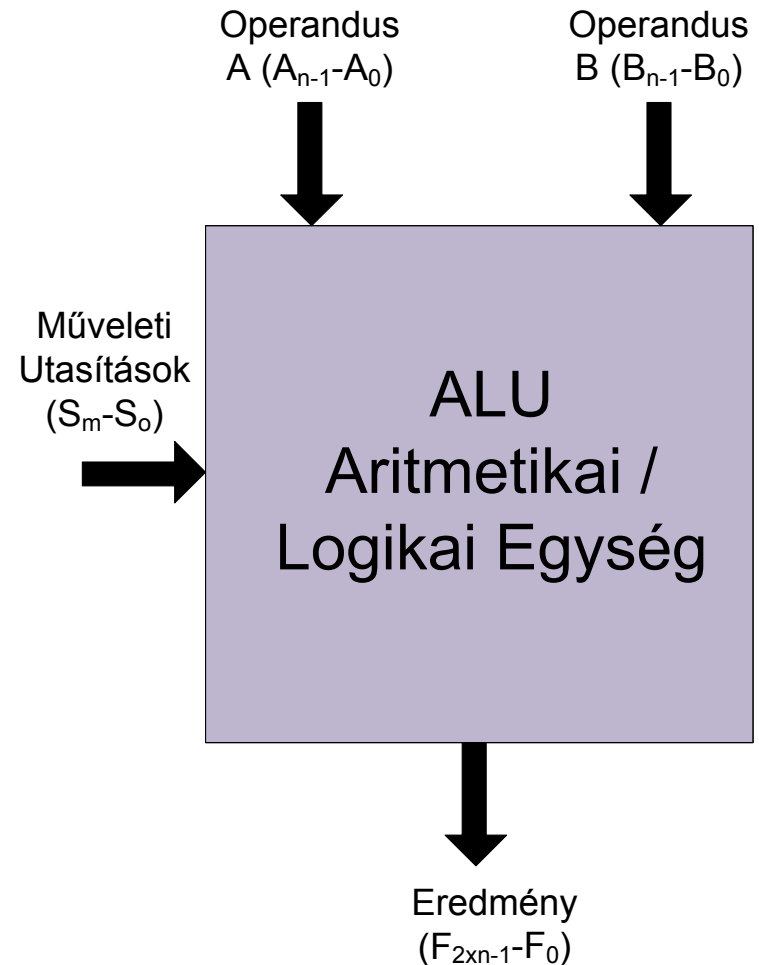 Operandus
A (Aₙ₋₁-A₀)
Operandus
B (Bₙ₋₁-B₀)
Műveleti
Utasítások
(Sₘ-Sₒ)
ALU
Aritmetikai /
Logikai Egység
Eredmény
(F₂ₓₙ₋₁-F₀)